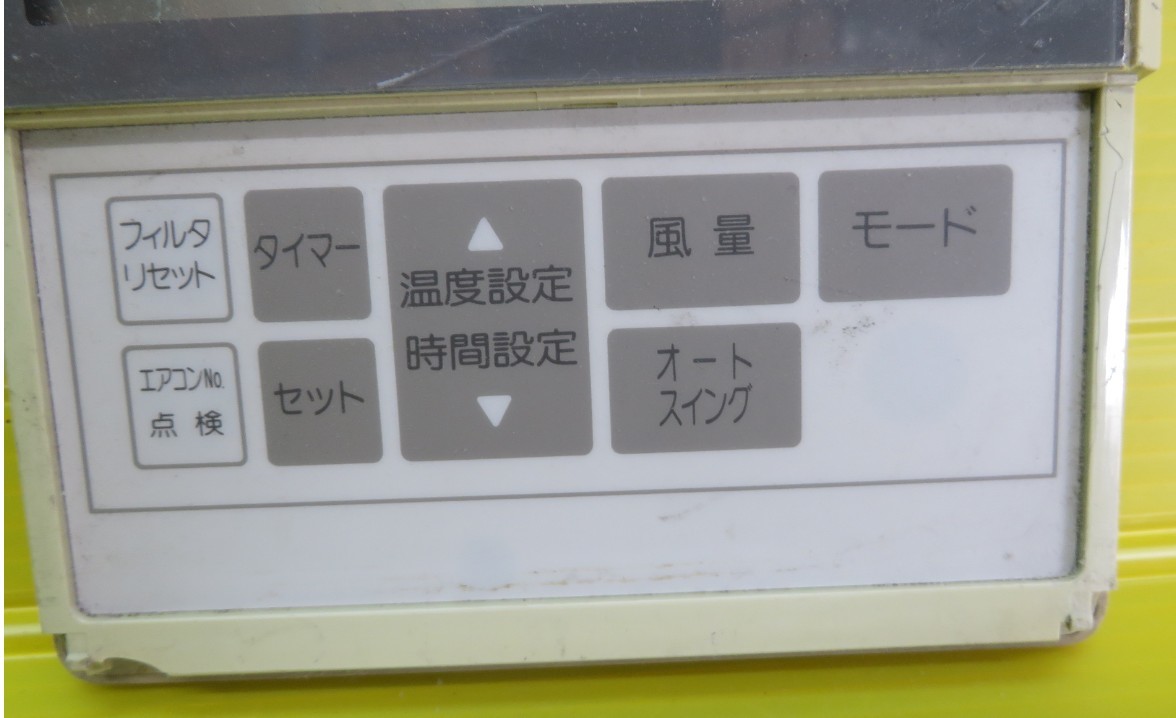 フィルタ
リセット
タイマー
▲
温度設定
時間設定
▼
風量
モード
エアコンNo.
点検
セット
オート
スイング